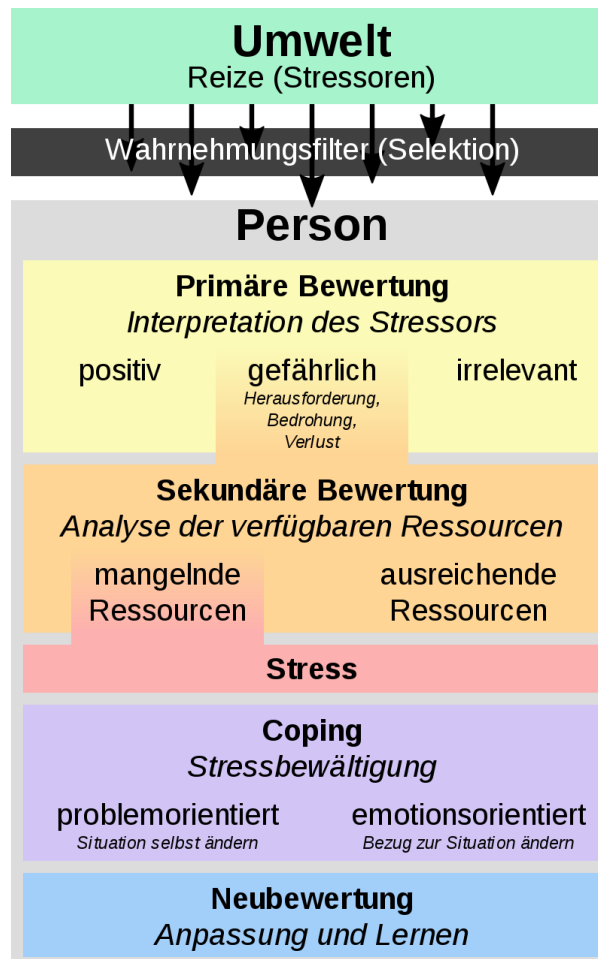 Umwelt
Reize (Stressoren)
Wahrnehmungsfilter (Selektion)
Person
Primäre Bewertung
Interpretation des Stressors
positiv gefährlich irrelevant
Herausforderung,
Bedrohung,
Verlust
Sekundäre Bewertung
Analyse der verfügbaren Ressourcen
mangelnde ausreichende
Ressourcen Ressourcen
Stress
Coping
Stressbewältigung
problemorientiert emotionsorientiert
Situation selbst ändern Bezug zur Situation ändern
Neubewertung
Anpassung und Lernen